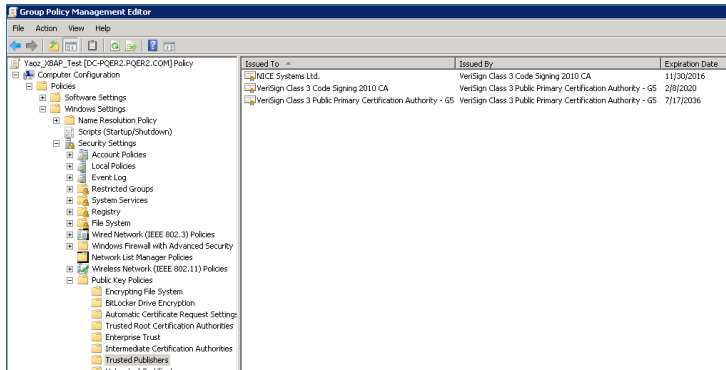 Group Policy Management Editor
File Action View Help
Yaoz_XBAP_Test [DC-PQER2.PQER2.COM] Policy
Computer Configuration
Policies
Software Settings
Windows Settings
Name Resolution Policy
Scripts (Startup/Shutdown)
Security Settings
Account Policies
Local Policies
Event Log
Restricted Groups
System Services
Registry
File System
Wired Network (IEEE 802.3) Policies
Windows Firewall with Advanced Security
Network List Manager Policies
Wireless Network (IEEE 802.11) Policies
Public Key Policies
Encrypting File System
BitLocker Drive Encryption
Automatic Certificate Request Settings
Trusted Root Certification Authorities
Enterprise Trust
Intermediate Certification Authorities
Trusted Publishers
Issued To Issued By Expiration Date
NICE Systems Ltd. VeriSign Class 3 Code Signing 2010 CA 11/30/2016
VeriSign Class 3 Code Signing 2010 CA VeriSign Class 3 Public Primary Certification Authority - G5 2/8/2020
VeriSign Class 3 Public Primary Certification Authority - G5 VeriSign Class 3 Public Primary Certification Authority - G5 7/17/2036